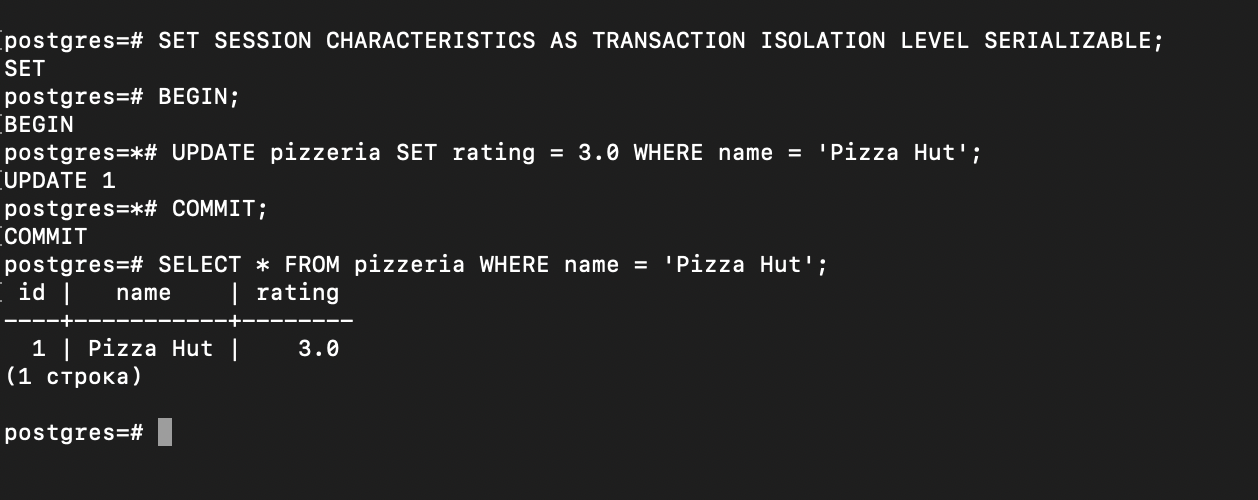 postgres=# SET SESSION CHARACTERISTICS AS TRANSACTION ISOLATION LEVEL SERIALIZABLE;
SET
postgres=# BEGIN;
BEGIN
postgres=*# UPDATE pizzeria SET rating = 3.0 WHERE name = 'Pizza Hut';
UPDATE 1
postgres=*# COMMIT;
COMMIT
postgres=# SELECT * FROM pizzeria WHERE name = 'Pizza Hut';
 id |   name    | rating
----+-----------+--------
  1 | Pizza Hut |    3.0
(1 строка)
postgres=#